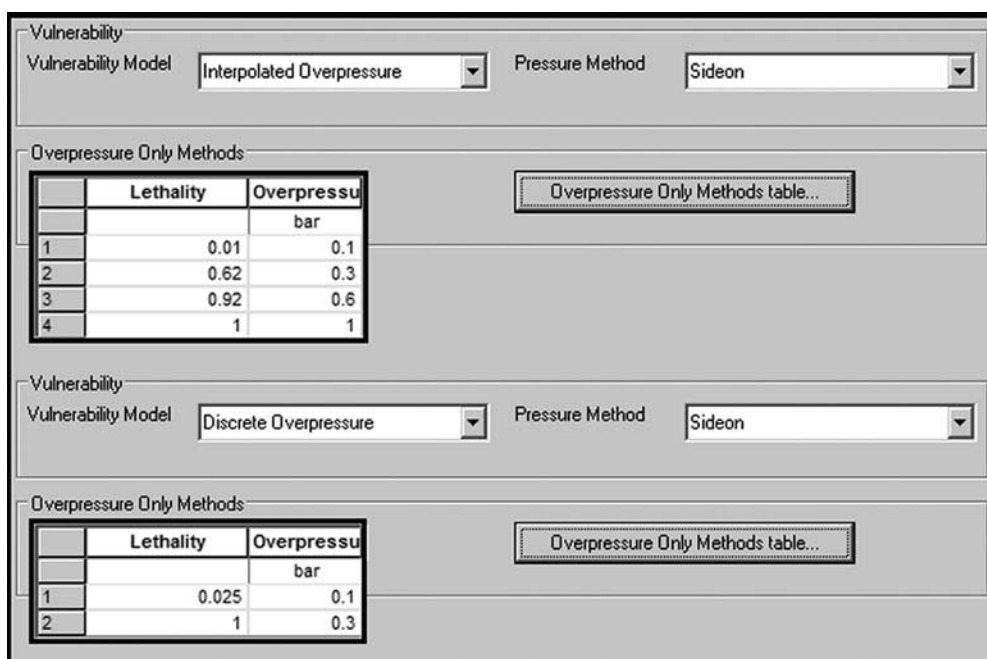 Vulnerability
Vulnerability Model Interpolated Overpressure Pressure Method Sideon
Overpressure Only Methods
Lethality Overpressu
Overpressure Only Methods table...
bar
1 0.01 0.1
2 0.62 0.3
3 0.92 0.6
4 1 1
Vulnerability
Vulnerability Model Discrete Overpressure Pressure Method Sideon
Overpressure Only Methods
Lethality Overpressu
Overpressure Only Methods table...
bar
1 0.025 0.1
2 1 0.3